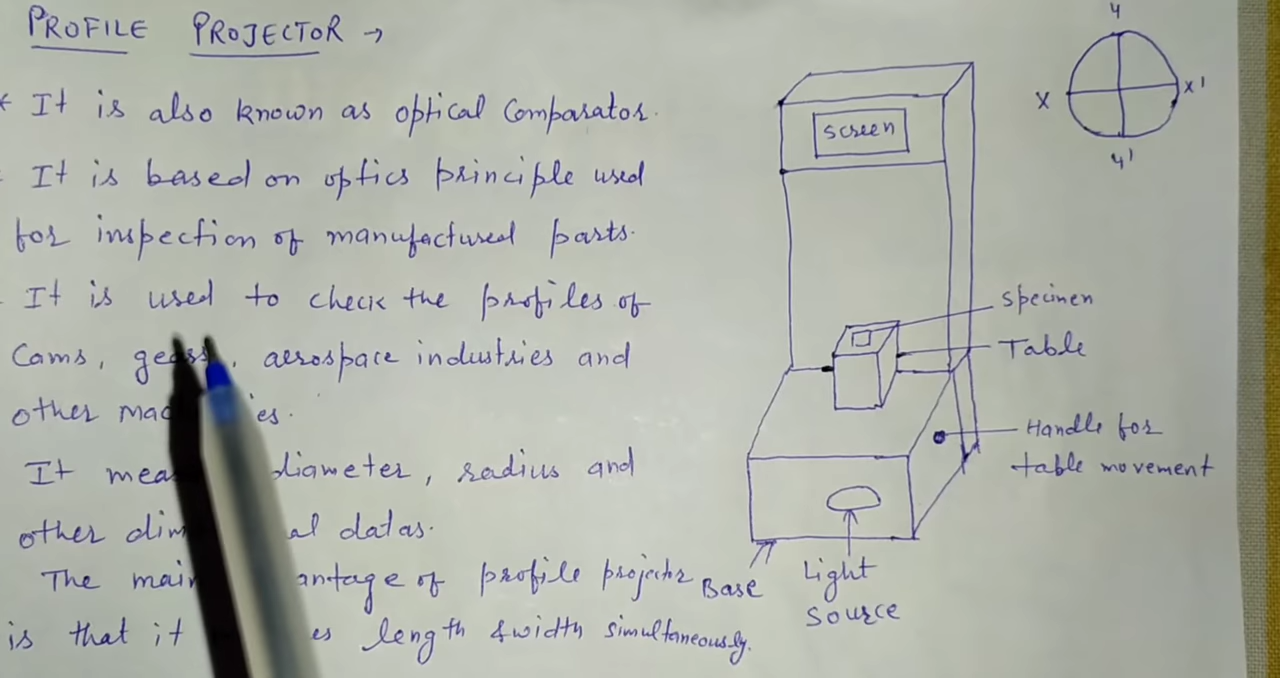 PROFILE PROJECTOR →
* It is also known as optical Comparator.
It is based on optics principle used
for inspection of manufactured parts.
It is used to check the profiles of
Cams, gears, aerospace industries and
other
It diameter, radius and
other datas.
The main of profile projector
is that it length & width simultaneously.
screen
Specimen
Table
Handle for
table movement
Base
Light
Source
y
x x'
y'